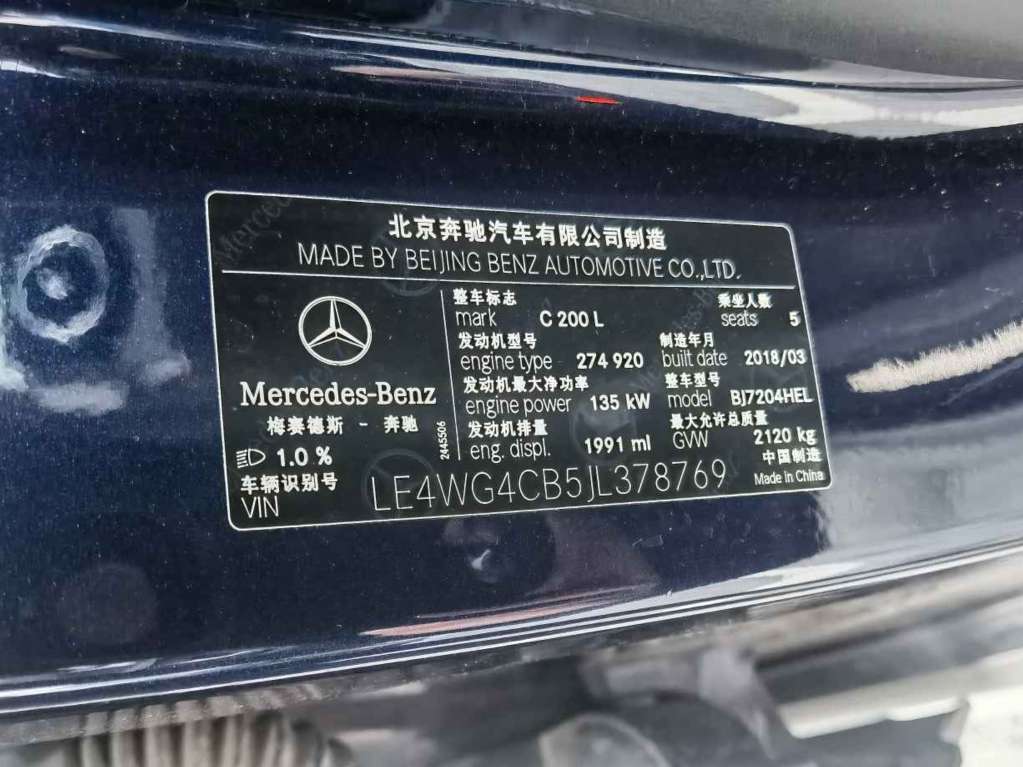 北京奔驰汽车有限公司制造
MADE BY BEIJING BENZ AUTOMOTIVE CO.,LTD.
Mercedes-Benz
梅赛德斯 - 奔驰
1.0 %
2445506
整车标志 乘坐人数
mark C 200 L seats 5
发动机型号 制造年月
engine type 274 920 built date 2018/03
发动机最大净功率 整车型号
engine power 135 kW model BJ7204HEL
发动机排量 最大允许总质量
eng. displ. 1991 ml GVW 2120 kg
中国制造
Made in China
车辆识别号
VIN LE4WG4CB5JL378769